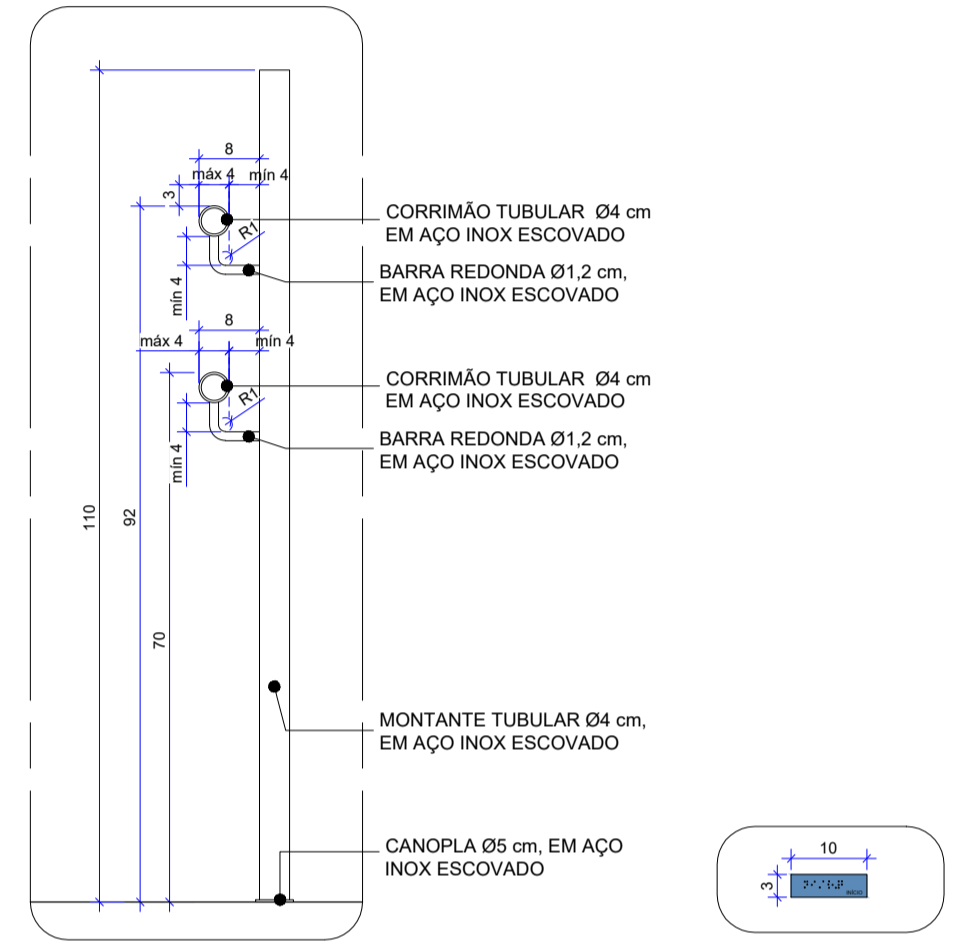 8
máx 4
mín 4
3
CORRIMÃO TUBULAR Ø4 cm
EM AÇO INOX ESCOVADO
R1
BARRA REDONDA Ø1,2 cm,
EM AÇO INOX ESCOVADO
mín 4
8
máx 4
mín 4
CORRIMÃO TUBULAR Ø4 cm
EM AÇO INOX ESCOVADO
R1
BARRA REDONDA Ø1,2 cm,
EM AÇO INOX ESCOVADO
mín 4
110
92
70
MONTANTE TUBULAR Ø4 cm,
EM AÇO INOX ESCOVADO
CANOPLA Ø5 cm, EM AÇO
INOX ESCOVADO
10
3
INÍCIO